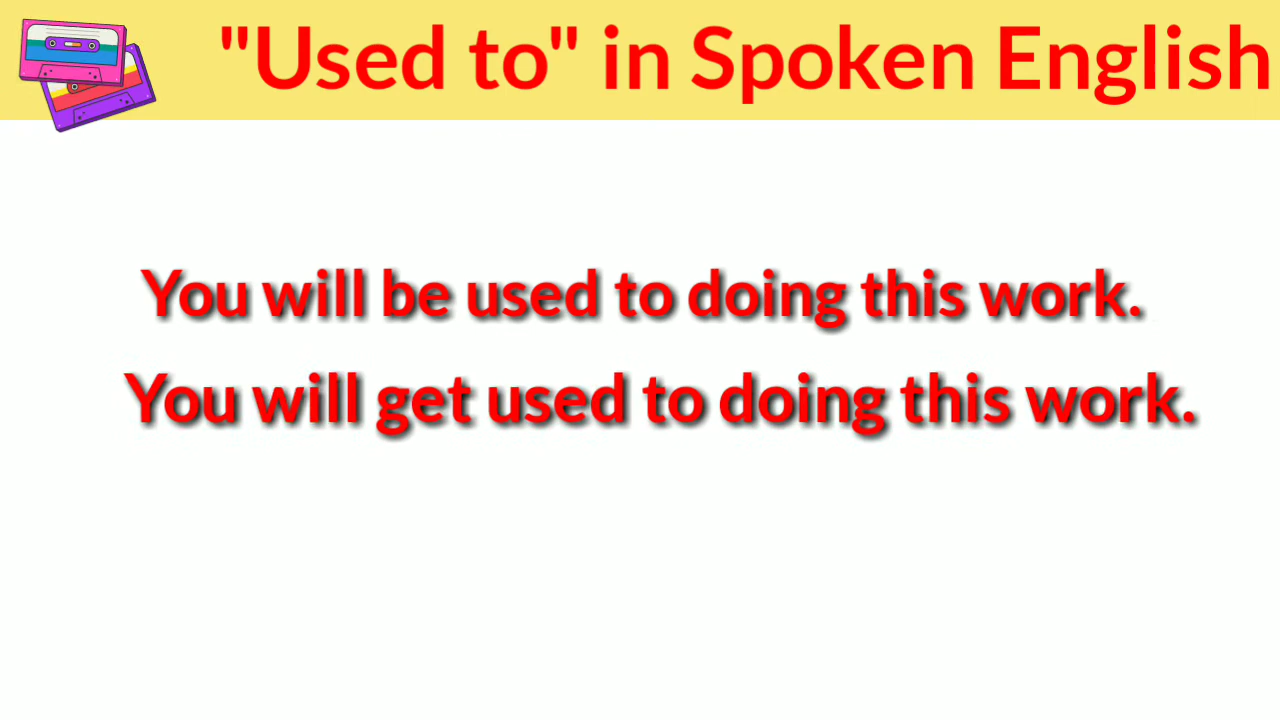 "Used to" in Spoken English
You will be used to doing this work.
You will get used to doing this work.